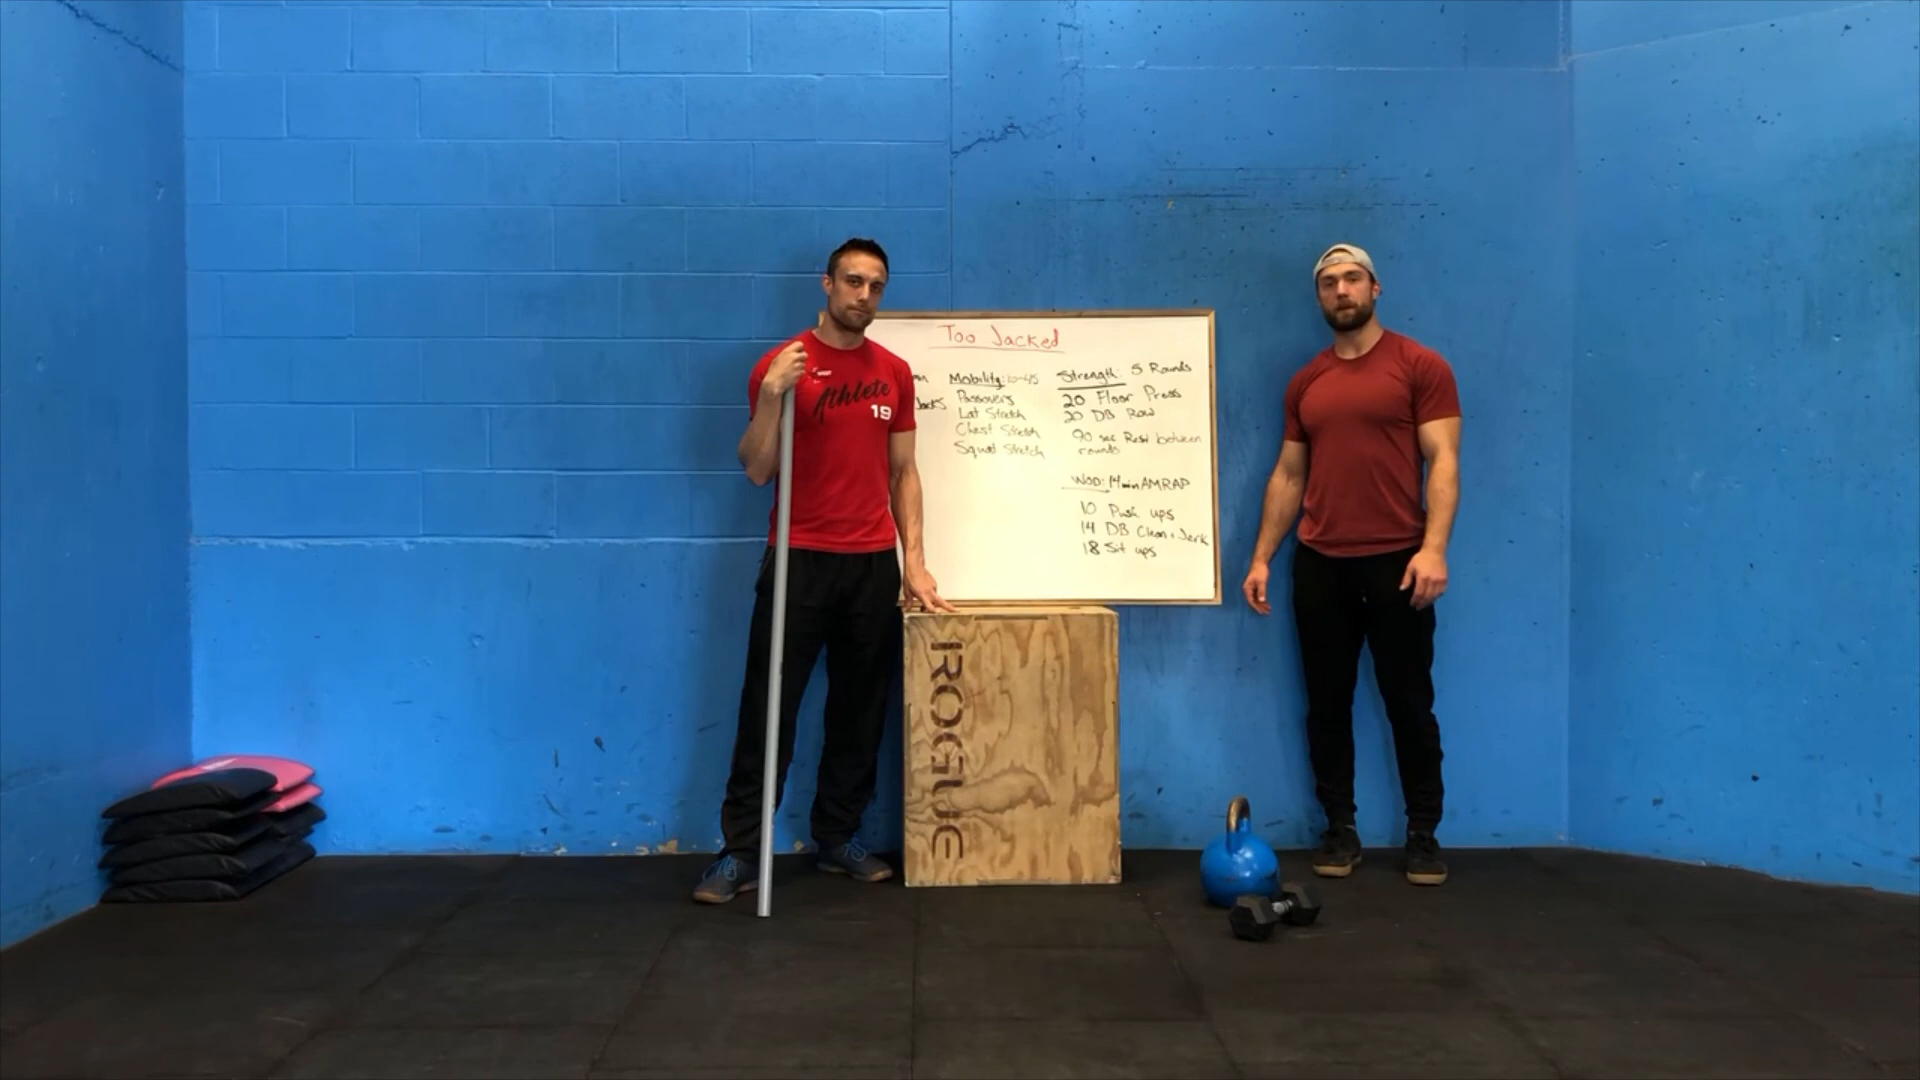 Too Jacked
min
Jacks
Mobility:
Passovers
Lat Stretch
Chest Stretch
Squat Stretch
Strength: 5 Rounds
20 Floor Press
20 DB Row
90 sec Rest between
rounds
WOD: 14 min AMRAP
10 Push ups
14 DB Clean + Jerk
18 Sit ups
Athlete
19
ROGUE